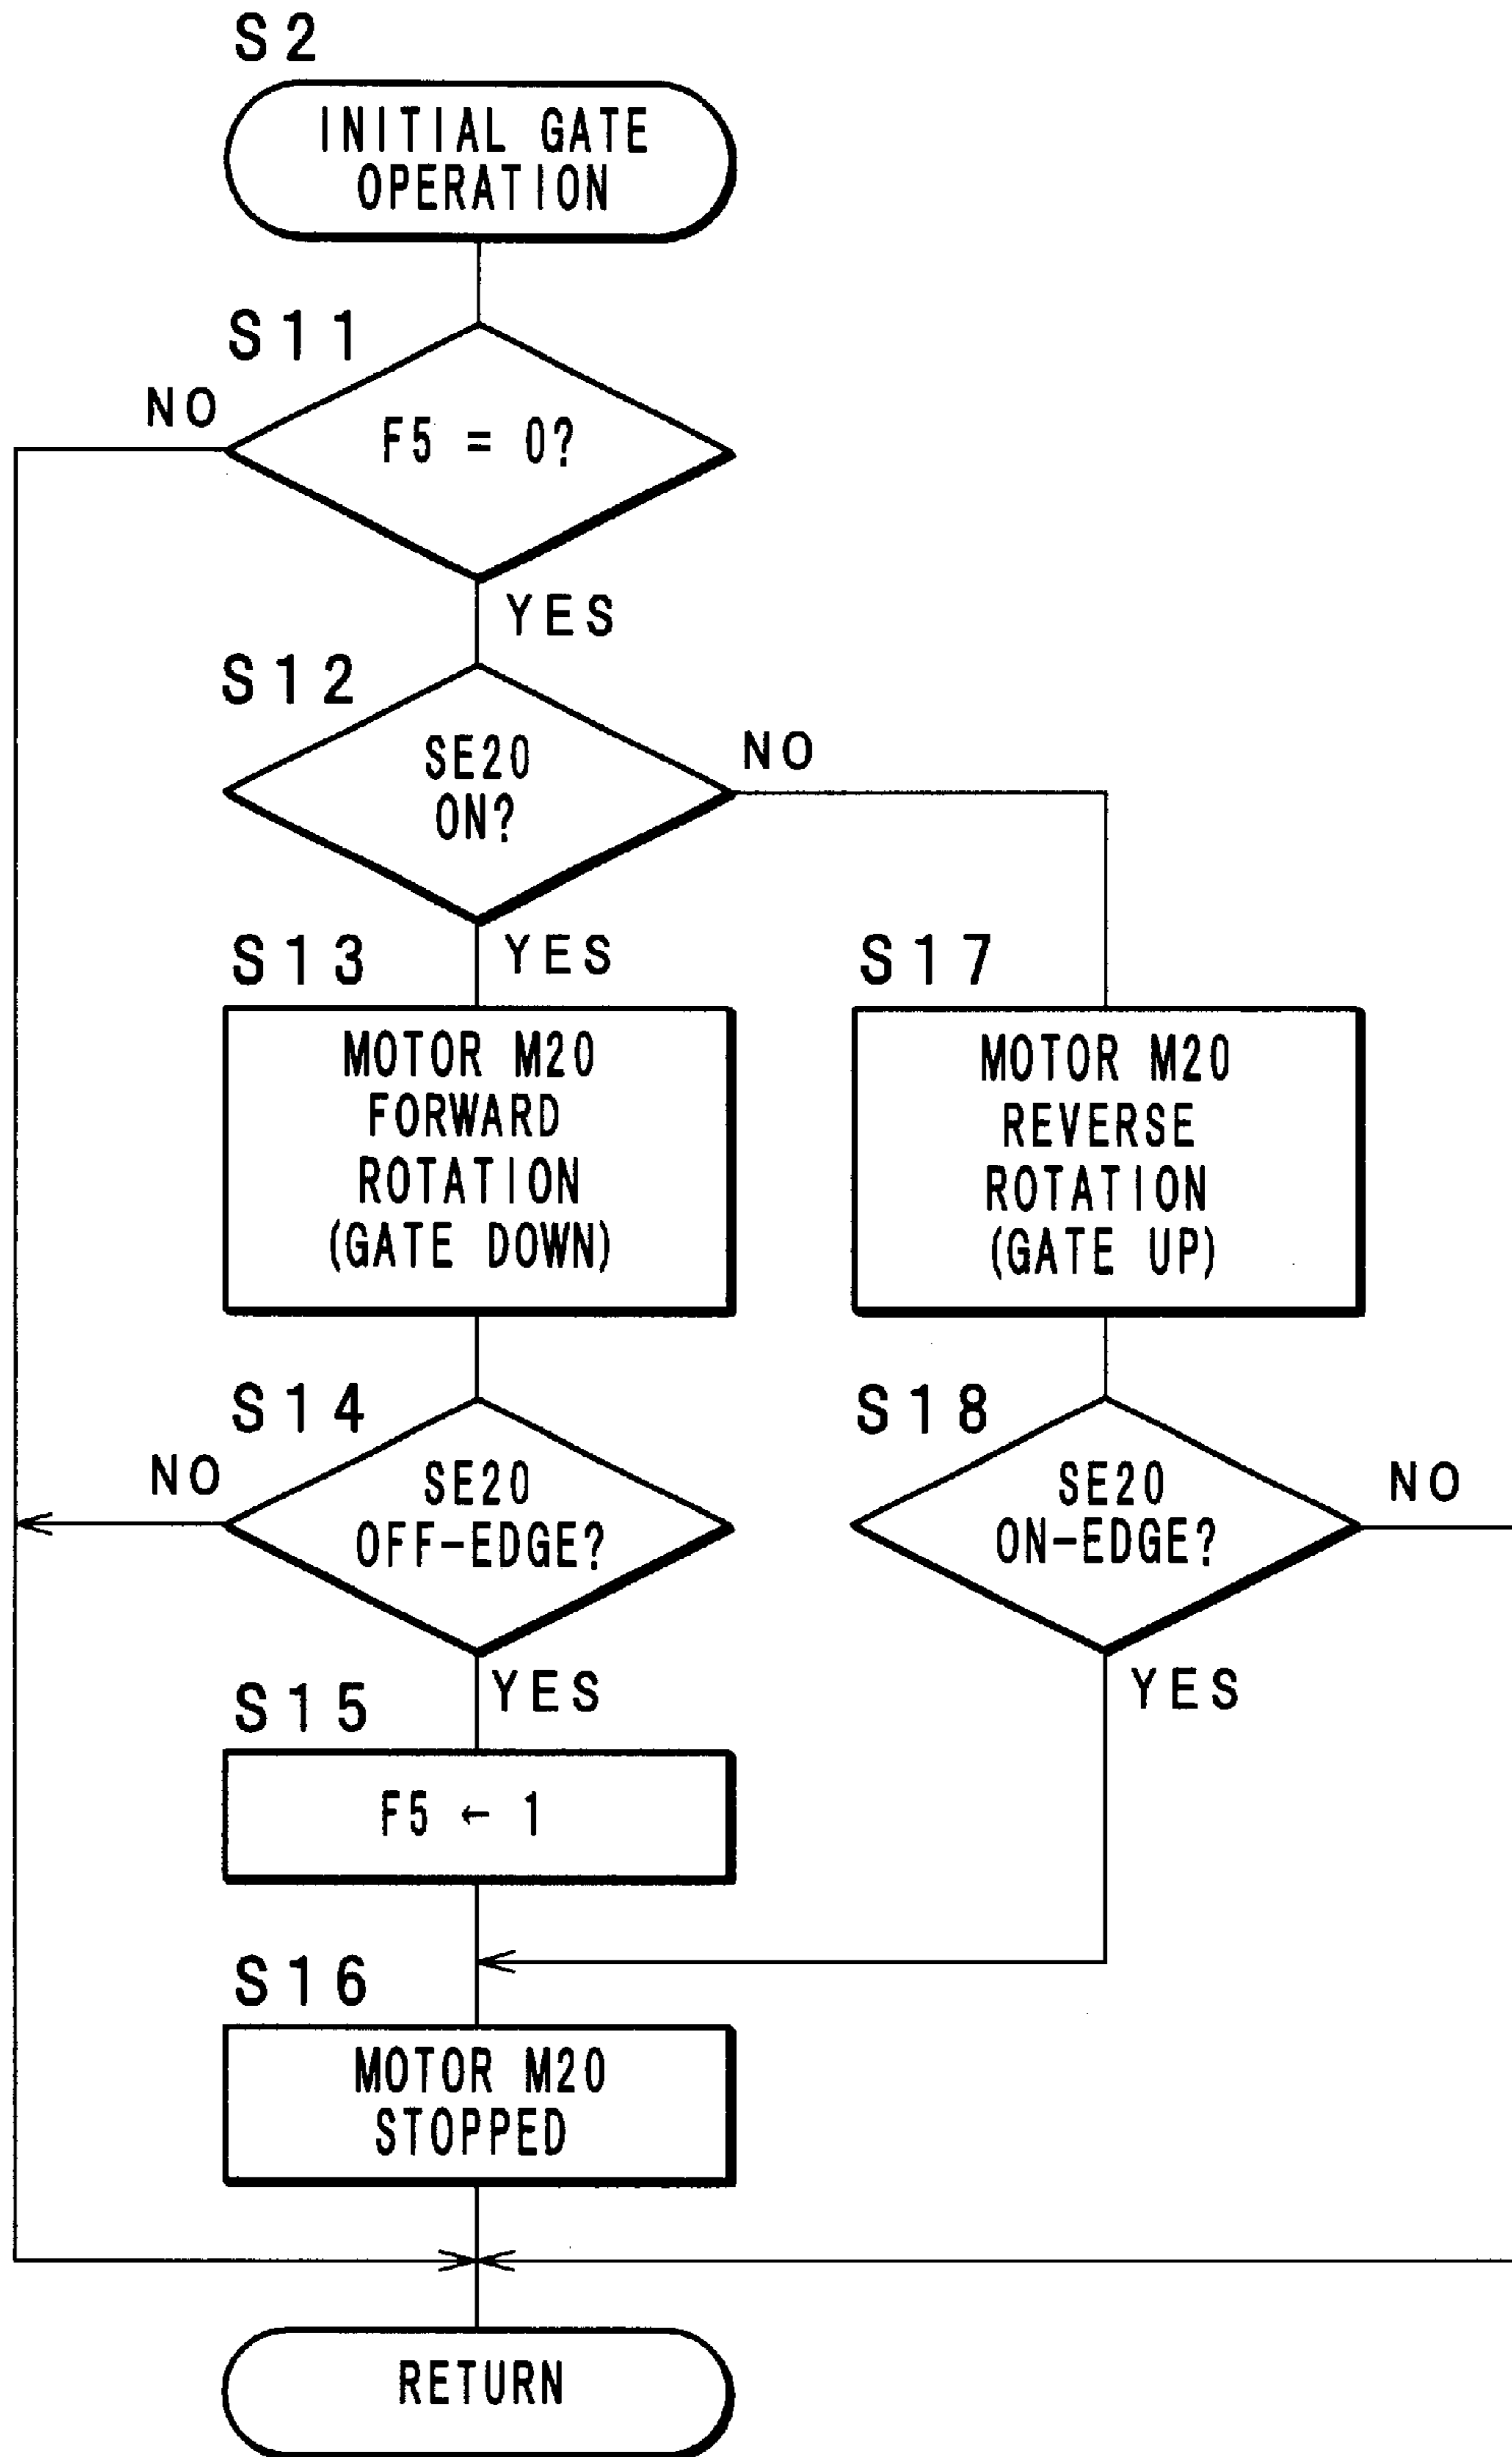 S2
INITIAL GATE
OPERATION
S11
NO
F5 = 0?
YES
S12
SE20
ON?
NO
YES
S13
MOTOR M20
FORWARD
ROTATION
(GATE DOWN)
S17
MOTOR M20
REVERSE
ROTATION
(GATE UP)
S14
NO
SE20
OFF-EDGE?
YES
S18
SE20
ON-EDGE?
NO
YES
S15
F5 ← 1
S16
MOTOR M20
STOPPED
RETURN